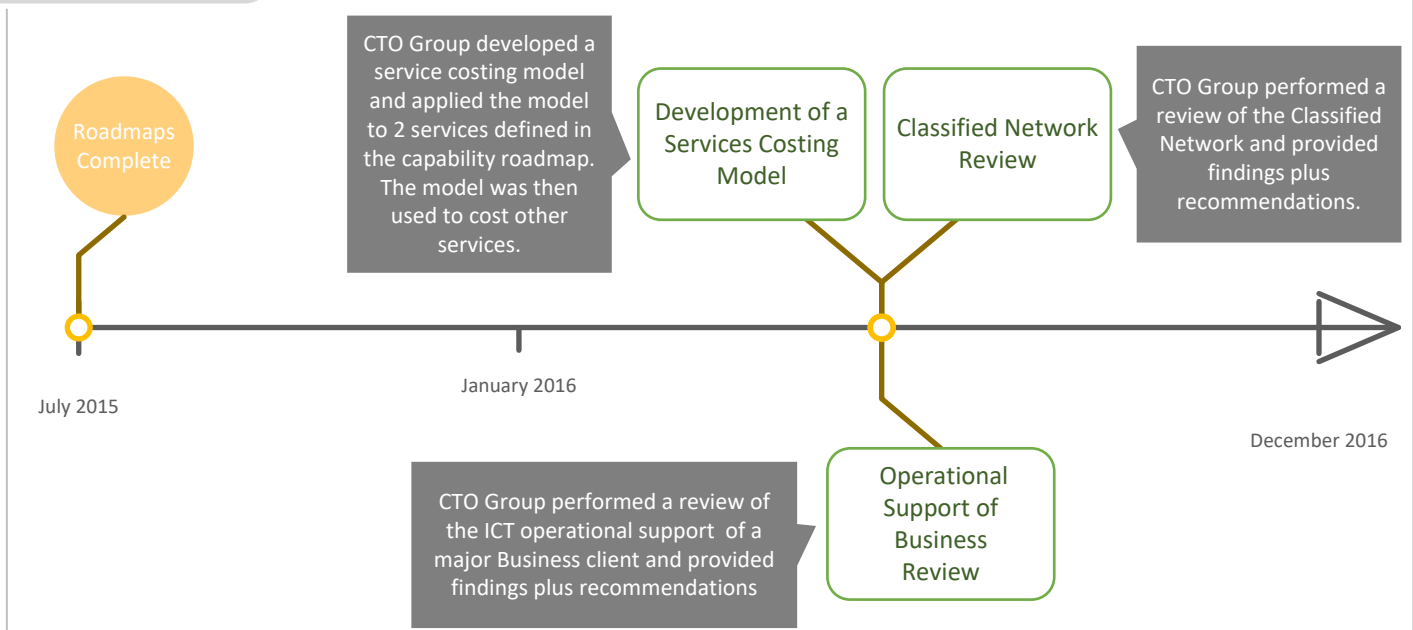 Roadmaps
Complete
CTO Group developed a
service costing model
and applied the model
to 2 services defined in
the capability roadmap.
The model was then
used to cost other
services.
Development of a
Services Costing
Model
Classified Network
Review
CTO Group performed a
review of the Classified
Network and provided
findings plus
recommendations.
July 2015
January 2016
December 2016
CTO Group performed a review of
the ICT operational support  of a
major Business client and provided
findings plus recommendations
Operational
Support of
Business
Review